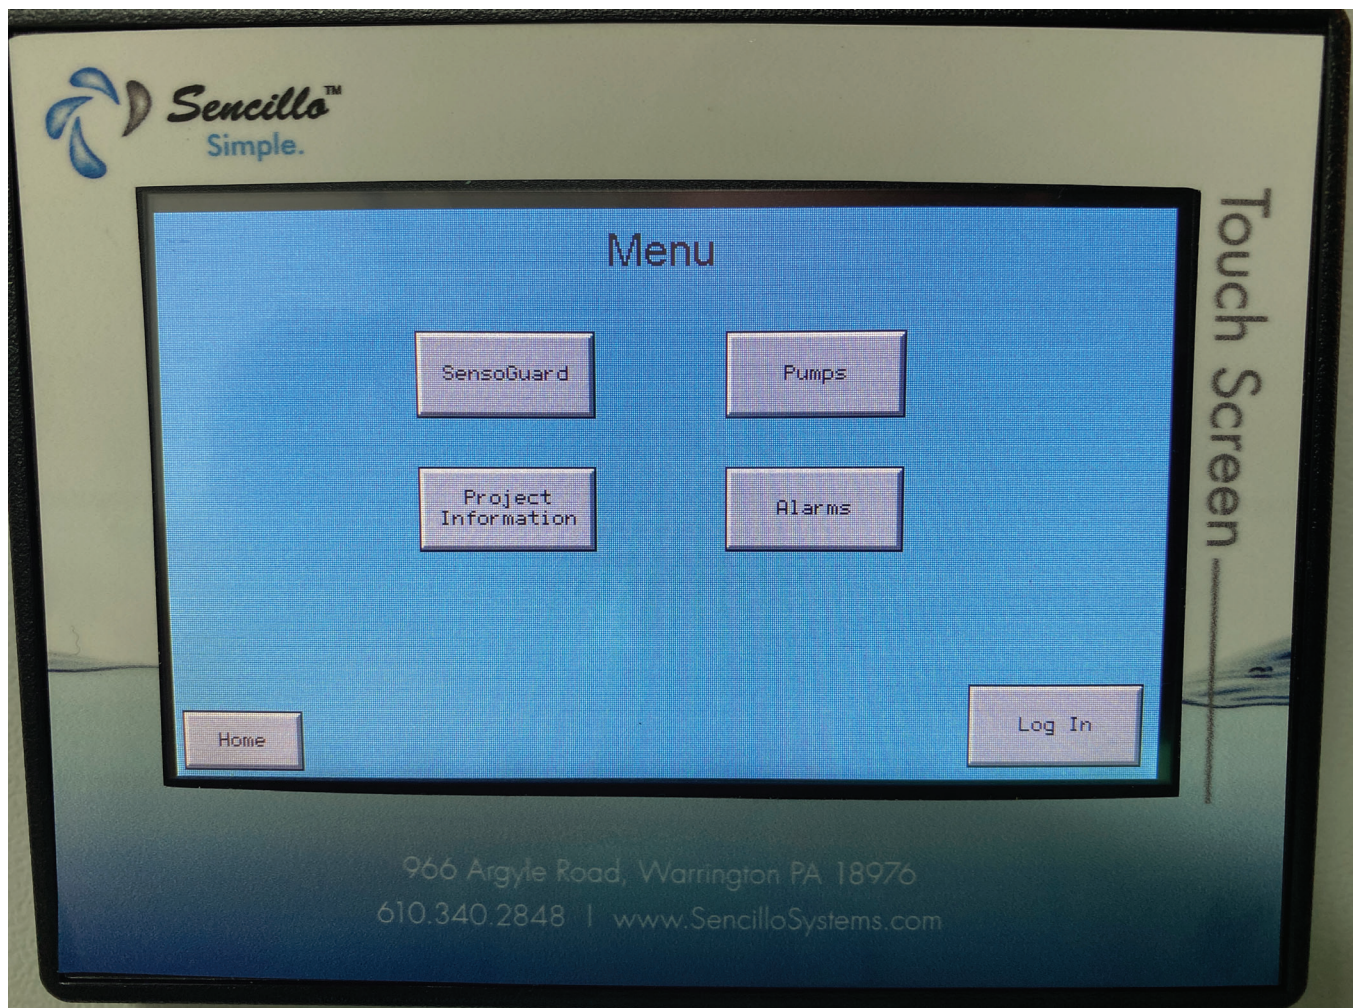 Sencillo™
Simple.
Touch Screen
Menu
SensoGuard
Pumps
Project
Information
Alarms
Home
Log In
966 Argyle Road, Warrington PA 18976
610.340.2848 | www.SencilloSystems.com